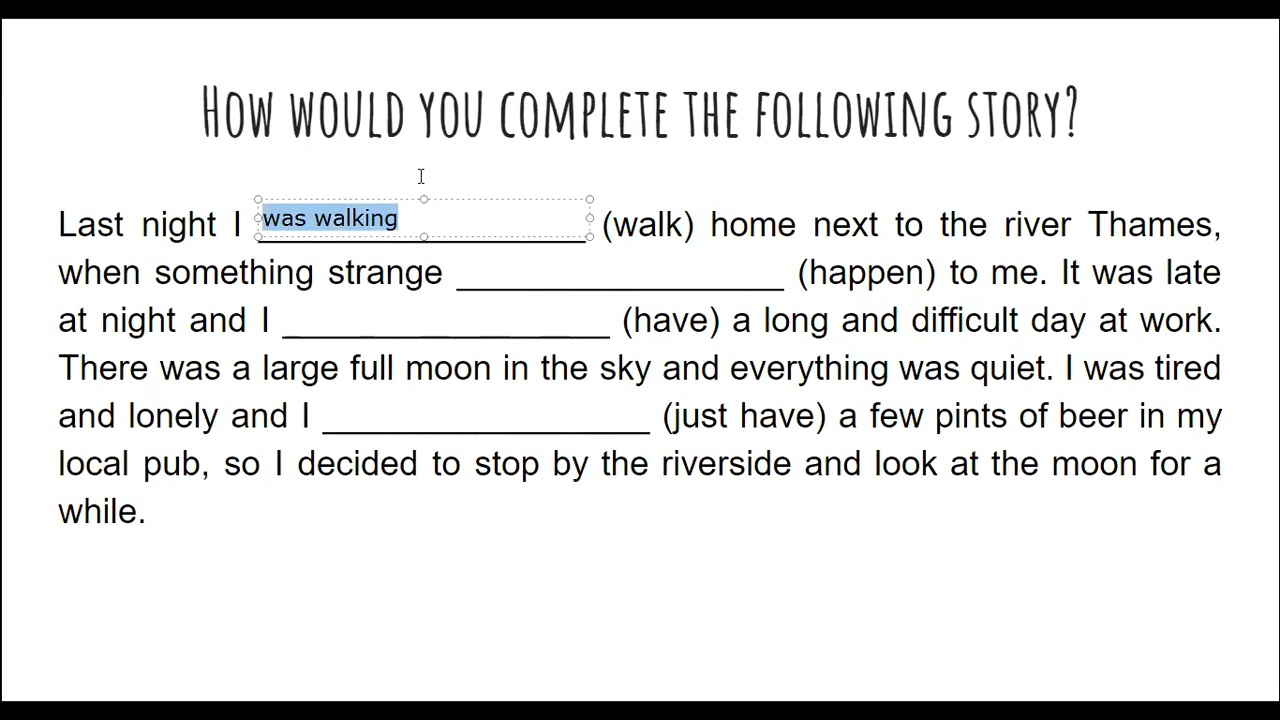 How would you complete the following story?
Last night I was walking (walk) home next to the river Thames,
when something strange _________________ (happen) to me. It was late
at night and I _________________ (have) a long and difficult day at work.
There was a large full moon in the sky and everything was quiet. I was tired
and lonely and I _________________ (just have) a few pints of beer in my
local pub, so I decided to stop by the riverside and look at the moon for a
while.